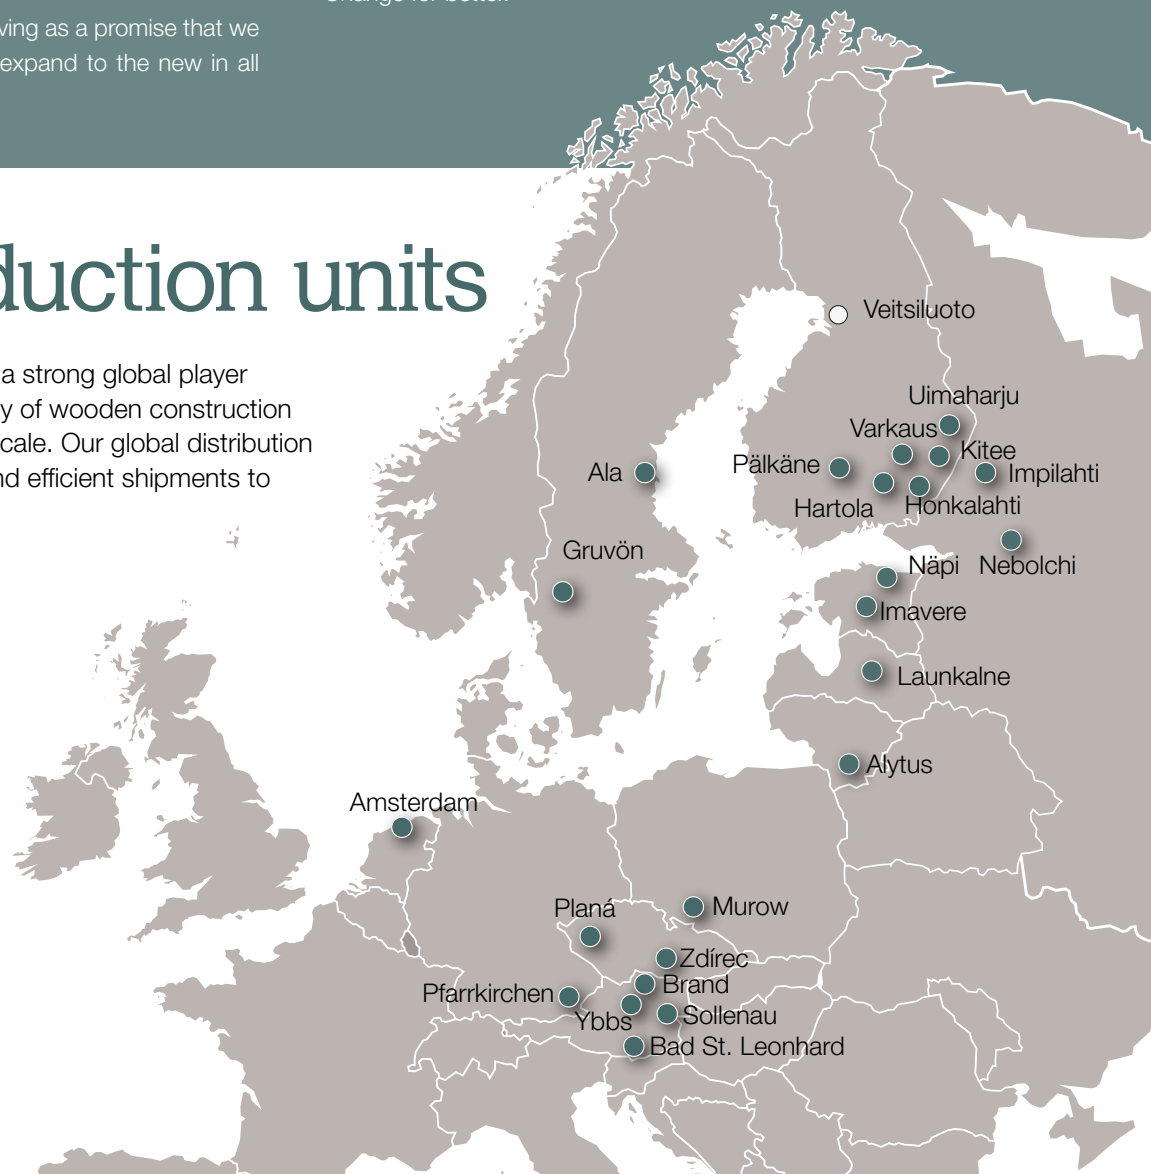 ving as a promise that we
expand to the new in all
duction units
a strong global player
y of wooden construction
cale. Our global distribution
nd efficient shipments to
Veitsiluoto
Uimaharju
Varkaus
Kitee
Pälkäne
Impilahti
Ala
Hartola
Honkalahti
Gruvön
Näpi
Nebolchi
Imavere
Launkalne
Alytus
Amsterdam
Planá
Murow
Zdírec
Brand
Pfarrkirchen
Ybbs
Sollenau
Bad St. Leonhard